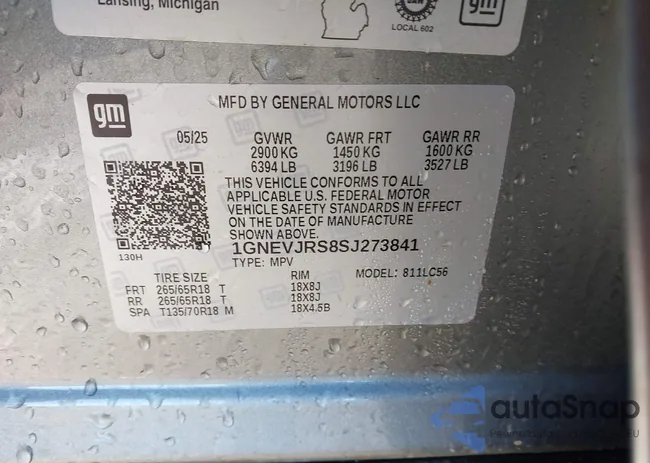 Lansing, Michigan
LOCAL 602
gm
gm
MFD BY GENERAL MOTORS LLC
05/25 GVWR GAWR FRT GAWR RR
2900 KG 1450 KG 1600 KG
6394 LB 3196 LB 3527 LB
THIS VEHICLE CONFORMS TO ALL
APPLICABLE U.S. FEDERAL MOTOR
VEHICLE SAFETY STANDARDS IN EFFECT
ON THE DATE OF MANUFACTURE
SHOWN ABOVE.
130H
1GNEVJRS8SJ273841
TYPE: MPV
TIRE SIZE RIM MODEL: 811LC56
FRT 265/65R18 T 18X8J
RR 265/65R18 T 18X8J
SPA T135/70R18 M 18X4.5B
autoSnap